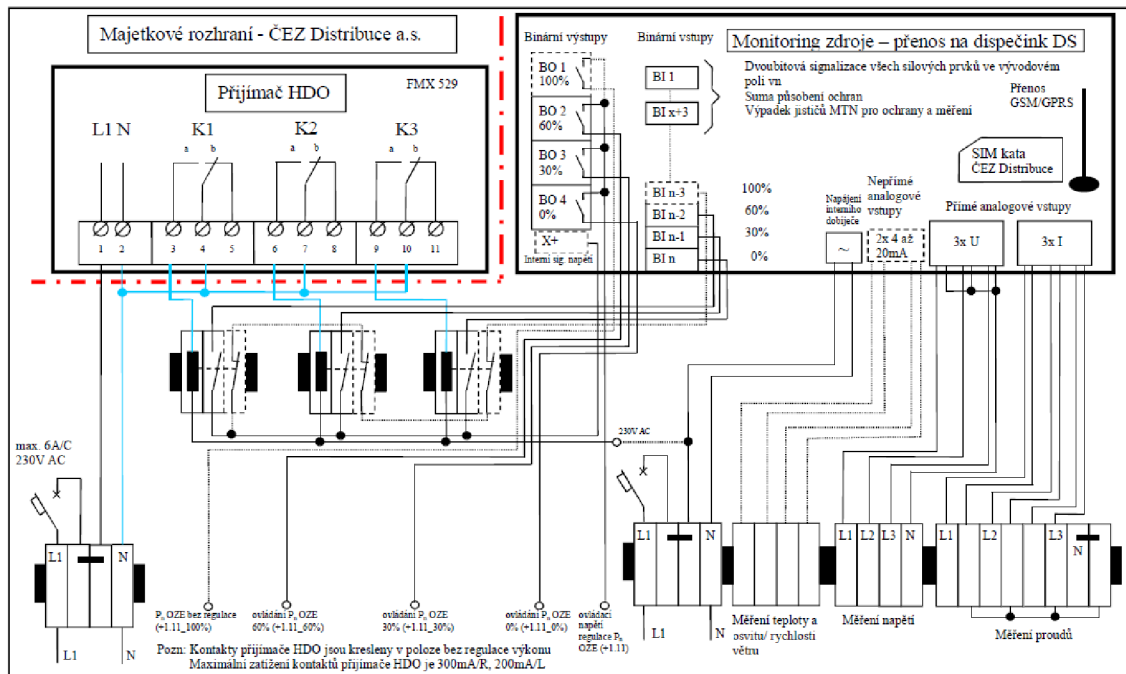 Majetkové rozhraní - ČEZ Distribuce a.s.
Přijímač HDO
FMX 529
L1 N
K1
K2
K3
a
b
a
b
a
b
1
2
3
4
5
6
7
8
9
10
11
Binární výstupy
Binární vstupy
Monitoring zdroje – přenos na dispečink DS
BO 1
100%
BO 2
60%
BO 3
30%
BO 4
0%
X+
Interní sig. napětí
BI 1
BI x+3
BI n-3
BI n-2
BI n-1
BI n
Dvoubitová signalizace všech silových prvků ve vývodovém
poli vn
Suma působení ochran
Výpadek jističů MTN pro ochrany a měření
Přenos
GSM/GPRS
SIM kata
ČEZ Distribuce
100%
60%
30%
0%
Napájení
interního
dobíječe
~
Nepřímé
analogové
vstupy
2x 4 až
20mA
Přímé analogové vstupy
3x U
3x I
max. 6A/C
230V AC
230V AC
L1
N
L1
N
L1
N
L1
N
L1
L2
L3
N
L1
L2
L3
N
Pn OZE bez regulace
(+1.11_100%)
ovládání Pn OZE
60% (+1.11_60%)
ovládání Pn OZE
30% (+1.11_30%)
ovládání Pn OZE
0% (+1.11_0%)
ovládací
napětí
regulace Pn
OZE (+1.11)
Měření teploty a
osvitu/ rychlosti
větru
Měření napětí
Měření proudů
Pozn: Kontakty přijímače HDO jsou kresleny v poloze bez regulace výkonu
Maximální zatížení kontaktů přijímače HDO je 300mA/R, 200mA/L